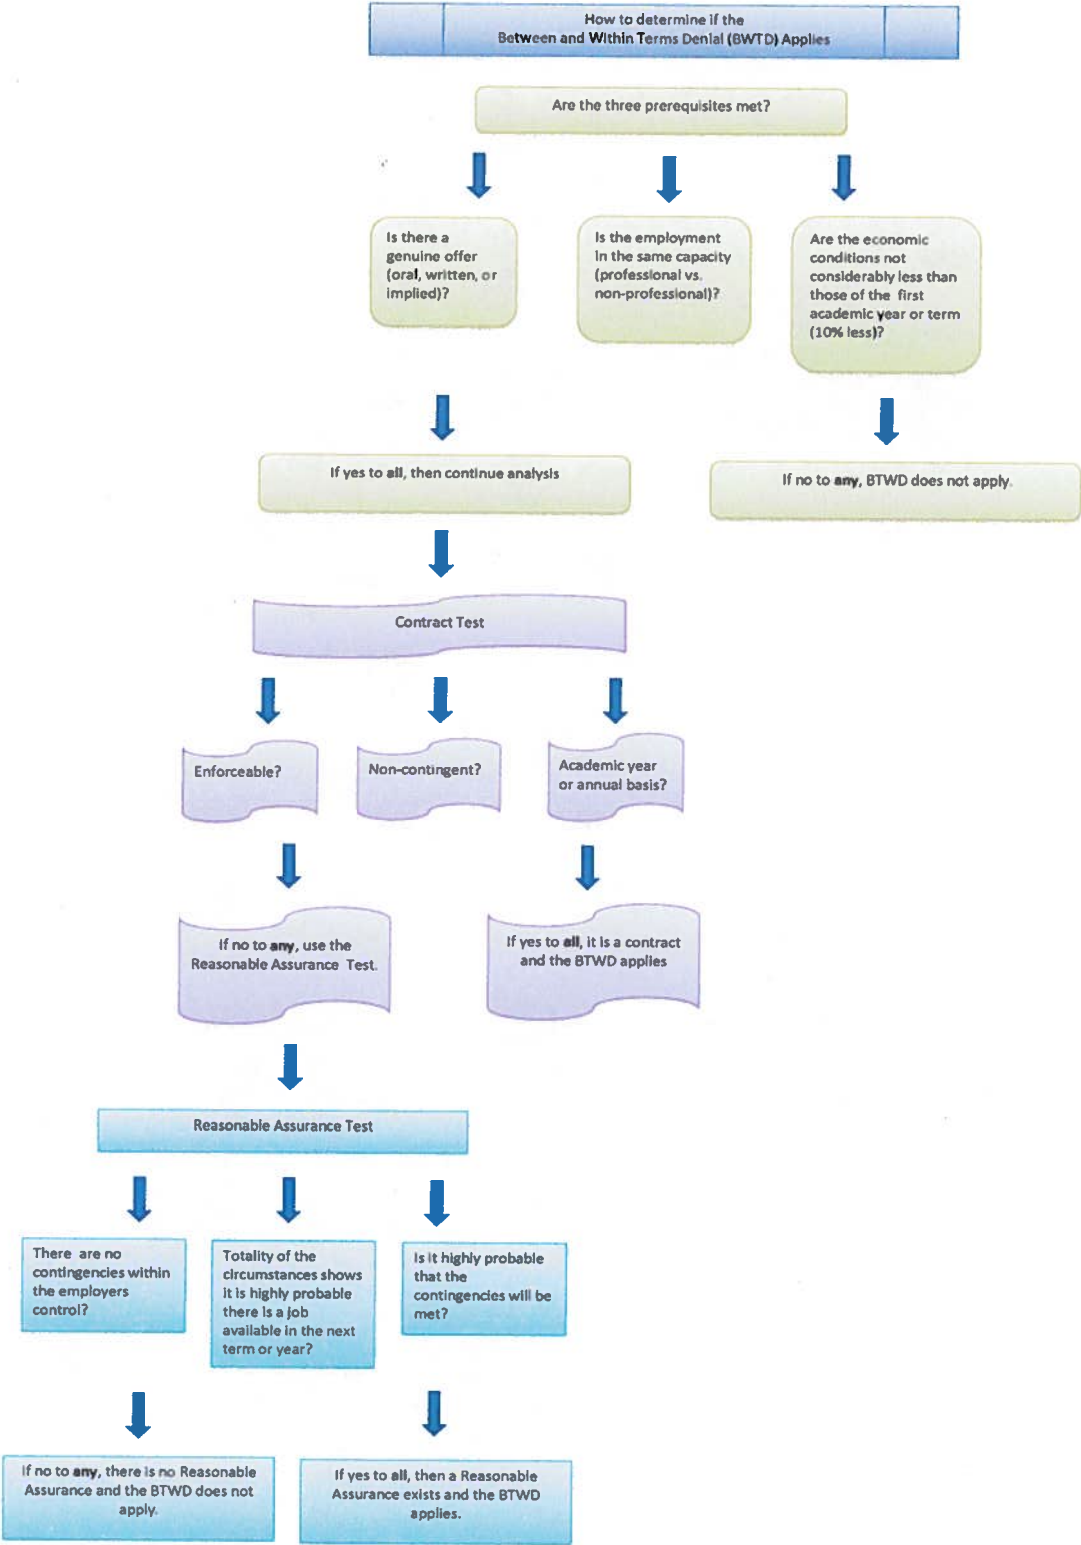 How to determine if the
Between and Within Terms Denial (BWTD) Applies
Are the three prerequisites met?
Is there a
genuine offer
(oral, written, or
implied)?
Is the employment
in the same capacity
(professional vs.
non-professional)?
Are the economic
conditions not
considerably less than
those of the first
academic year or term
(10% less)?
If yes to all, then continue analysis
If no to any, BTWD does not apply.
Contract Test
Enforceable?
Non-contingent?
Academic year
or annual basis?
If no to any, use the
Reasonable Assurance Test.
If yes to all, it is a contract
and the BTWD applies
Reasonable Assurance Test
There are no
contingencies within
the employers
control?
Totality of the
circumstances shows
it is highly probable
there is a job
available in the next
term or year?
Is it highly probable
that the
contingencies will be
met?
If no to any, there is no Reasonable
Assurance and the BTWD does not
apply.
If yes to all, then a Reasonable
Assurance exists and the BTWD
applies.